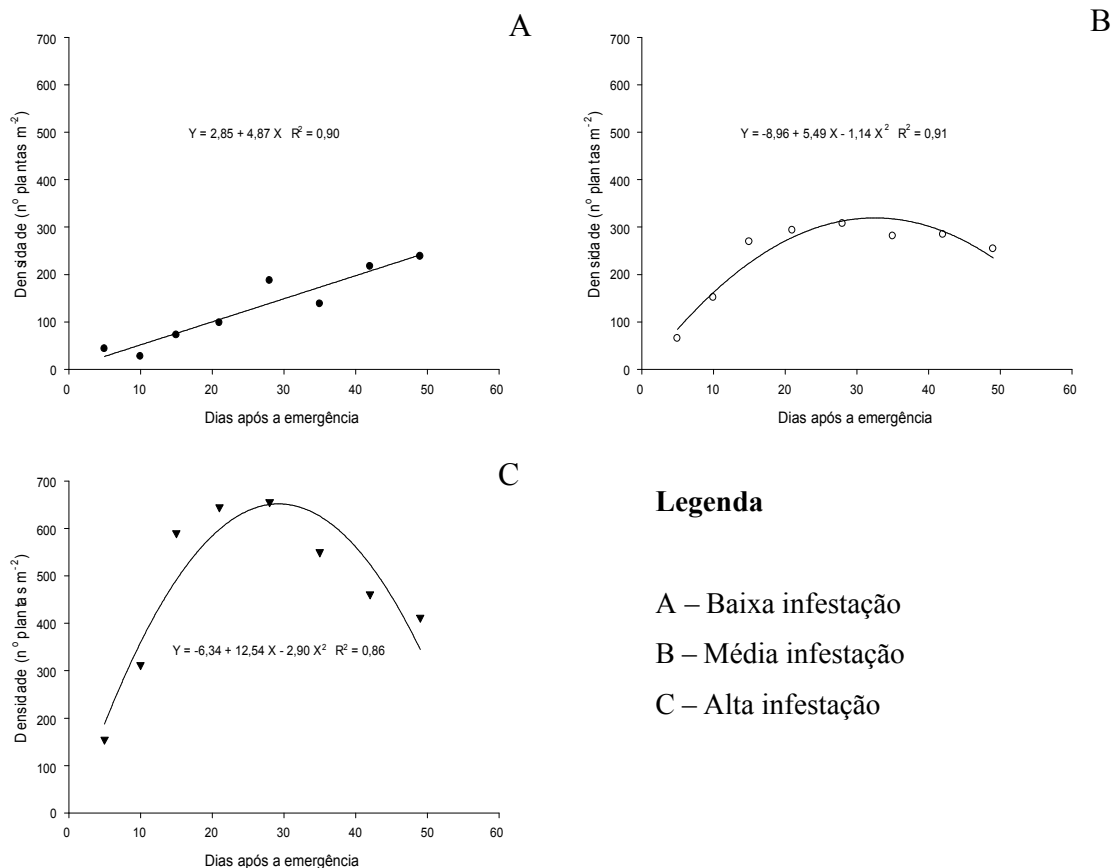 A
Densidade (nº plantas m-2)
700
600
500
400
300
200
100
0
Y = 2,85 + 4,87 X R2 = 0,90
0 10 20 30 40 50 60
Dias após a emergência
B
Densidade (nº plantas m-2)
700
600
500
400
300
200
100
0
Y = -8,96 + 5,49 X - 1,14 X2 R2 = 0,91
0 10 20 30 40 50 60
Dias após a emergência
C
Densidade (nº plantas m-2)
700
600
500
400
300
200
100
0
Y = -6,34 + 12,54 X - 2,90 X2 R2 = 0,86
0 10 20 30 40 50 60
Dias após a emergência
Legenda
A – Baixa infestação
B – Média infestação
C – Alta infestação